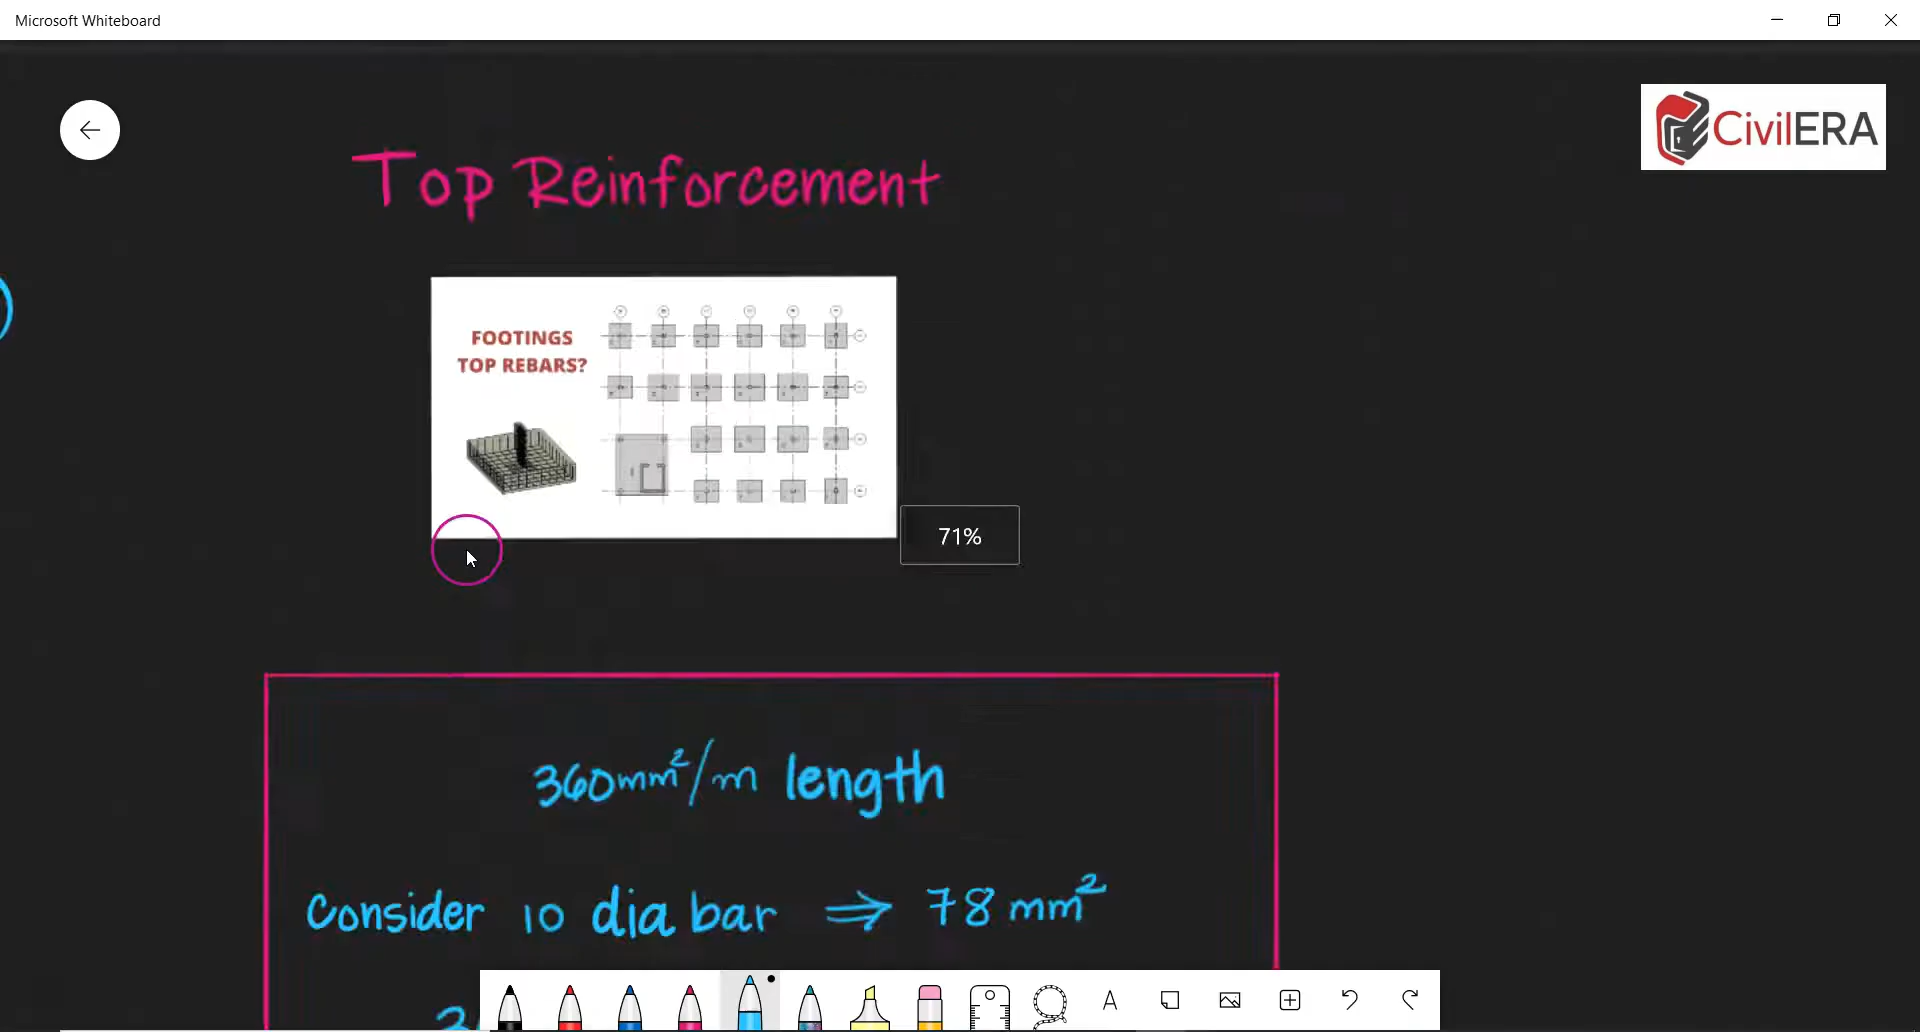 Microsoft Whiteboard
CivilERA
Top Reinforcement
FOOTINGS
TOP REBARS?
71%
360mm²/m length
Consider 10 dia bar ⇒ 78 mm²